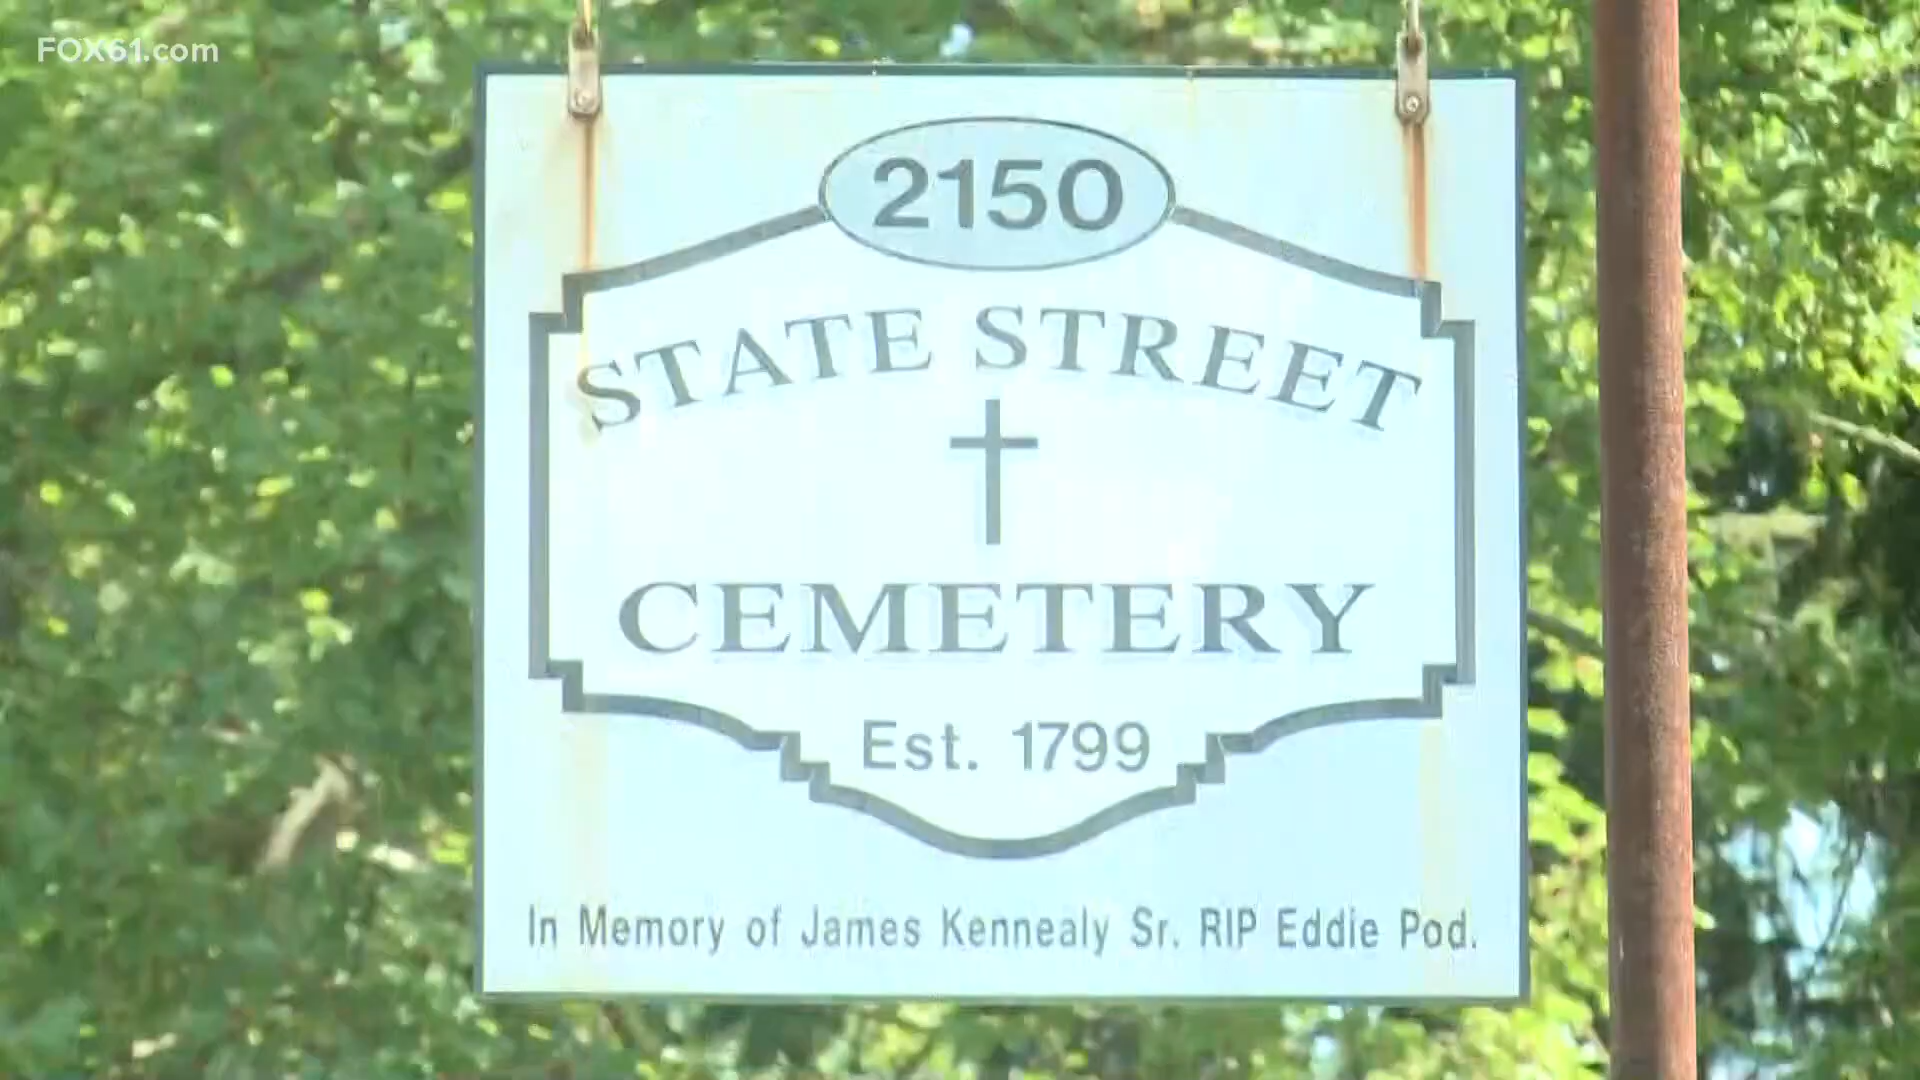 FOX61.com
2150
STATE STREET
CEMETERY
Est. 1799
In Memory of James Kennealy Sr. RIP Eddie Pod.